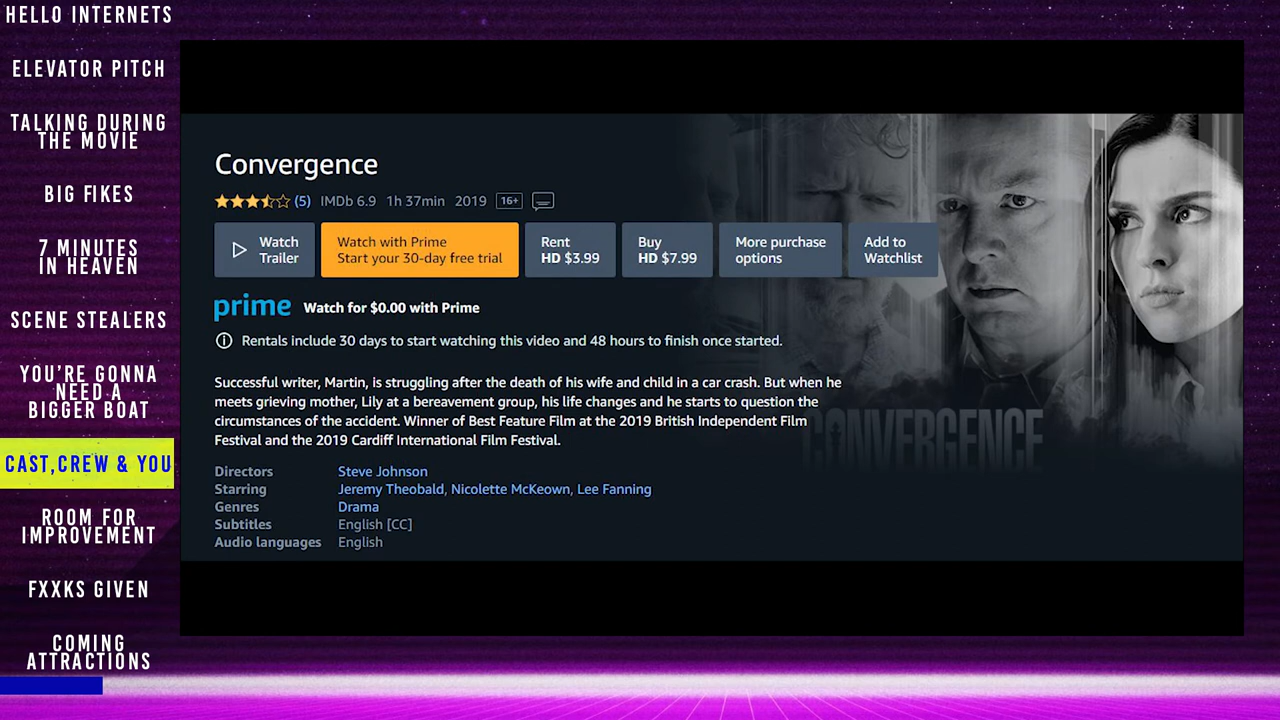 HELLO INTERNETS
ELEVATOR PITCH
TALKING DURING
THE MOVIE
BIG FIKES
7 MINUTES
IN HEAVEN
SCENE STEALERS
YOU'RE GONNA
NEED A
BIGGER BOAT
CAST,CREW & YOU
ROOM FOR
IMPROVEMENT
FXXKS GIVEN
COMING
ATTRACTIONS
Convergence
(5) IMDb 6.9 1h 37min 2019 16+
Watch
Trailer
Watch with Prime
Start your 30-day free trial
Rent
HD $3.99
Buy
HD $7.99
More purchase
options
Add to
Watchlist
prime Watch for $0.00 with Prime
Rentals include 30 days to start watching this video and 48 hours to finish once started.
Successful writer, Martin, is struggling after the death of his wife and child in a car crash. But when he
meets grieving mother, Lily at a bereavement group, his life changes and he starts to question the
circumstances of the accident. Winner of Best Feature Film at the 2019 British Independent Film
Festival and the 2019 Cardiff International Film Festival.
CONVERGENCE
Directors Steve Johnson
Starring Jeremy Theobald, Nicolette McKeown, Lee Fanning
Genres Drama
Subtitles English [CC]
Audio languages English